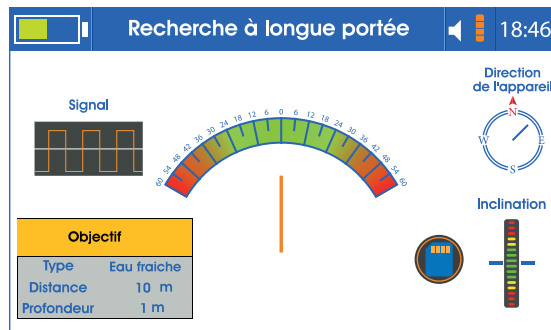 Recherche à longue portée
18:46
Signal
60 54 48 42 36 30 24 18 12 6 0 6 12 18 24 30 36 42 48 54 60
Direction
de l'appareil
N
W E
S
Inclination
Objectif
Type Eau fraiche
Distance 10 m
Profondeur 1 m